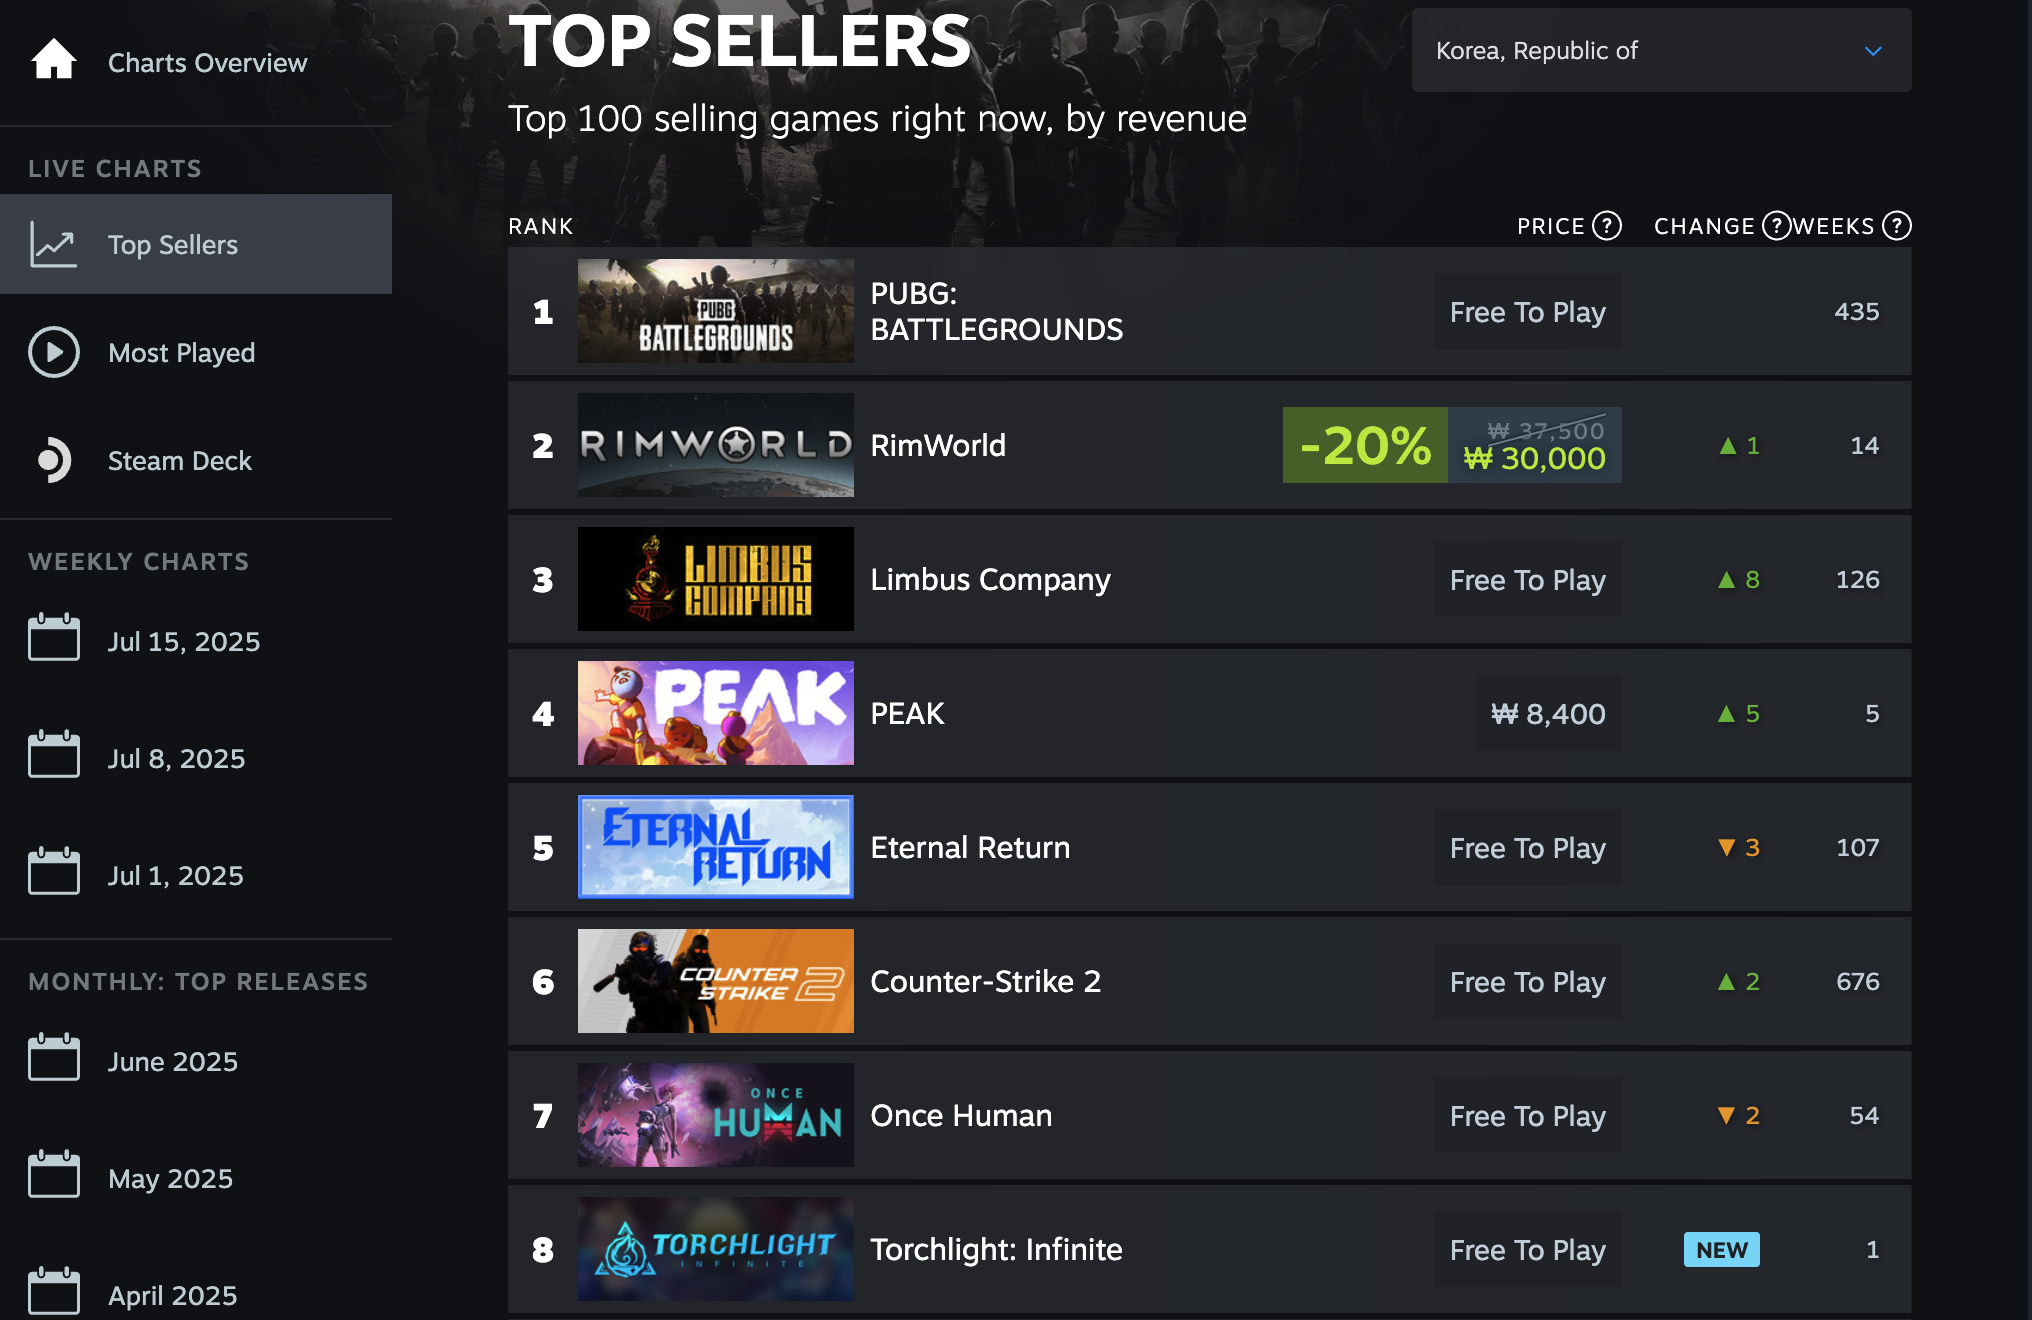 Charts Overview
LIVE CHARTS
Top Sellers
Most Played
Steam Deck
WEEKLY CHARTS
Jul 15, 2025
Jul 8, 2025
Jul 1, 2025
MONTHLY: TOP RELEASES
June 2025
May 2025
April 2025
TOP SELLERS
Top 100 selling games right now, by revenue
Korea, Republic of
RANK PRICE ? CHANGE ? WEEKS ?
1
PUBG
BATTLEGROUNDS
PUBG:
BATTLEGROUNDS
Free To Play 435
2
RIMWORLD
RimWorld
-20%
₩ 37,500
₩ 30,000
▲ 1 14
3
LIMBUS
COMPANY
Limbus Company
Free To Play ▲ 8 126
4
PEAK
PEAK
₩ 8,400 ▲ 5 5
5
ETERNAL
RETURN
Eternal Return
Free To Play ▼ 3 107
6
COUNTER
STRIKE 2
Counter-Strike 2
Free To Play ▲ 2 676
7
ONCE
HUMAN
Once Human
Free To Play ▼ 2 54
8
TORCHLIGHT
INFINITE
Torchlight: Infinite
Free To Play NEW 1